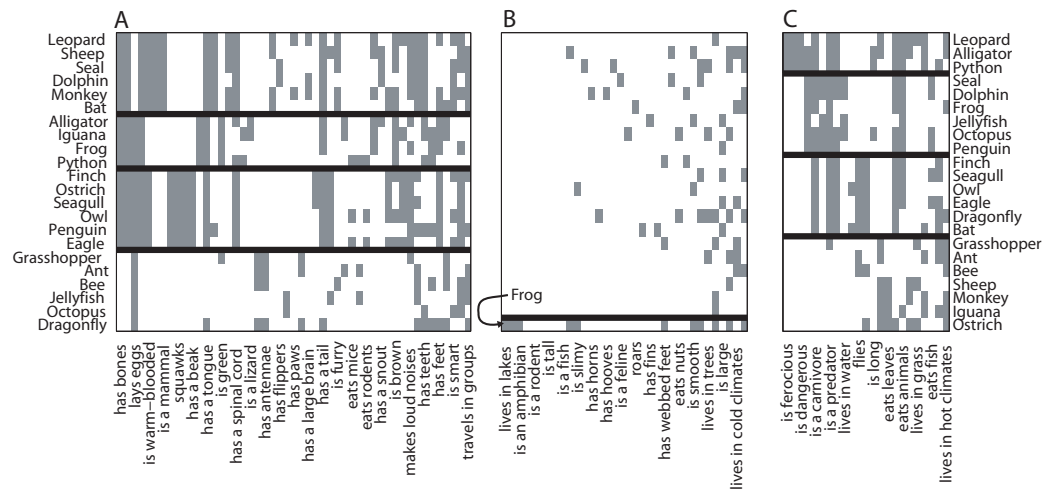 A
B
C
Leopard
Sheep
Seal
Dolphin
Monkey
Bat
Alligator
Iguana
Frog
Python
Finch
Ostrich
Seagull
Owl
Penguin
Eagle
Grasshopper
Ant
Bee
Jellyfish
Octopus
Dragonfly
Frog
Leopard
Alligator
Python
Seal
Dolphin
Frog
Jellyfish
Octopus
Penguin
Finch
Seagull
Owl
Eagle
Dragonfly
Bat
Grasshopper
Ant
Bee
Sheep
Monkey
Iguana
Ostrich
has bones
lays eggs
is warm–blooded
is a mammal
squawks
has a beak
has a tongue
is green
has a spinal cord
is a lizard
has antennae
has flippers
has paws
has a large brain
has a tail
is furry
eats mice
eats rodents
has a snout
is brown
makes loud noises
has teeth
has feet
is smart
travels in groups
lives in lakes
is an amphibian
is a rodent
is tall
is a fish
is slimy
has horns
has hooves
is a feline
roars
has fins
has webbed feet
eats nuts
is smooth
lives in trees
is large
lives in cold climates
is ferocious
is dangerous
is a carnivore
is a predator
lives in water
flies
is long
eats leaves
eats animals
lives in grass
eats fish
lives in hot climates